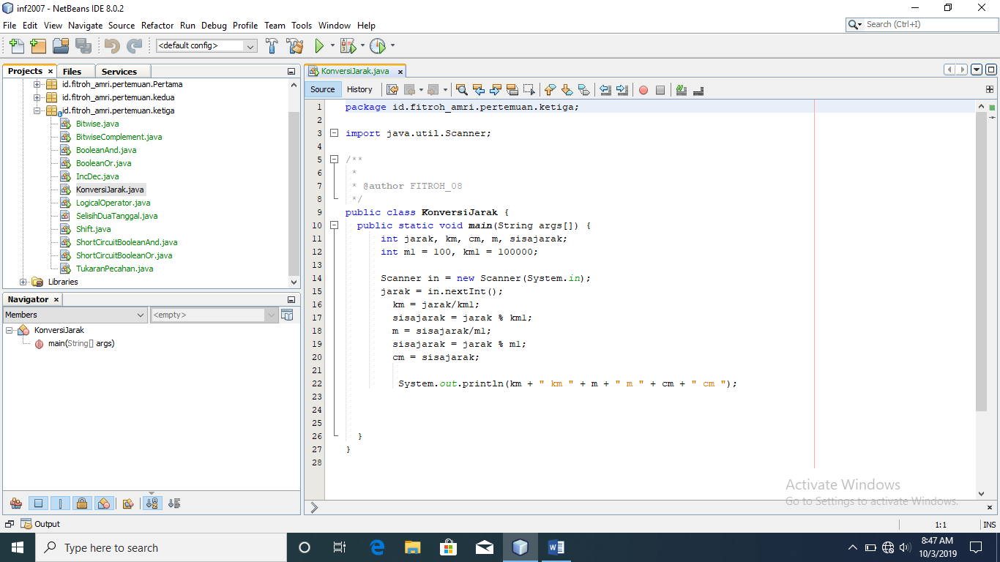 inf2007 - NetBeans IDE 8.0.2
File Edit View Navigate Source Refactor Run Debug Profile Team Tools Window Help
Search (Ctrl+I)
<default config>
Projects
Files
Services
id.fitroh_amri.pertemuan.Pertama
id.fitroh_amri.pertemuan.kedua
id.fitroh_amri.pertemuan.ketiga
Bitwise.java
BitwiseComplement.java
BooleanAnd.java
BooleanOr.java
IncDec.java
KonversiJarak.java
LogicalOperator.java
SelisihDuaTanggal.java
Shift.java
ShortCircuitBooleanAnd.java
ShortCircuitBooleanOr.java
TukaranPecahan.java
Libraries
Navigator
Members
<empty>
KonversiJarak
main(String[] args)
KonversiJarak.java
Source History
1 package id.fitroh_amri.pertemuan.ketiga;
2
3 import java.util.Scanner;
4
5 /**
6 *
7 * @author FITROH_08
8 */
9 public class KonversiJarak {
10 public static void main(String args[]) {
11 int jarak, km, cm, m, sisajarak;
12 int m1 = 100, km1 = 100000;
13
14 Scanner in = new Scanner(System.in);
15 jarak = in.nextInt();
16 km = jarak/km1;
17 sisajarak = jarak % km1;
18 m = sisajarak/m1;
19 sisajarak = jarak % m1;
20 cm = sisajarak;
21
22 System.out.println(km + " km " + m + " m " + cm + " cm ");
23
24
25
26 }
27 }
28
Activate Windows
Go to Settings to activate Windows.
Output
1:1
INS
Type here to search
8:47 AM
10/3/2019